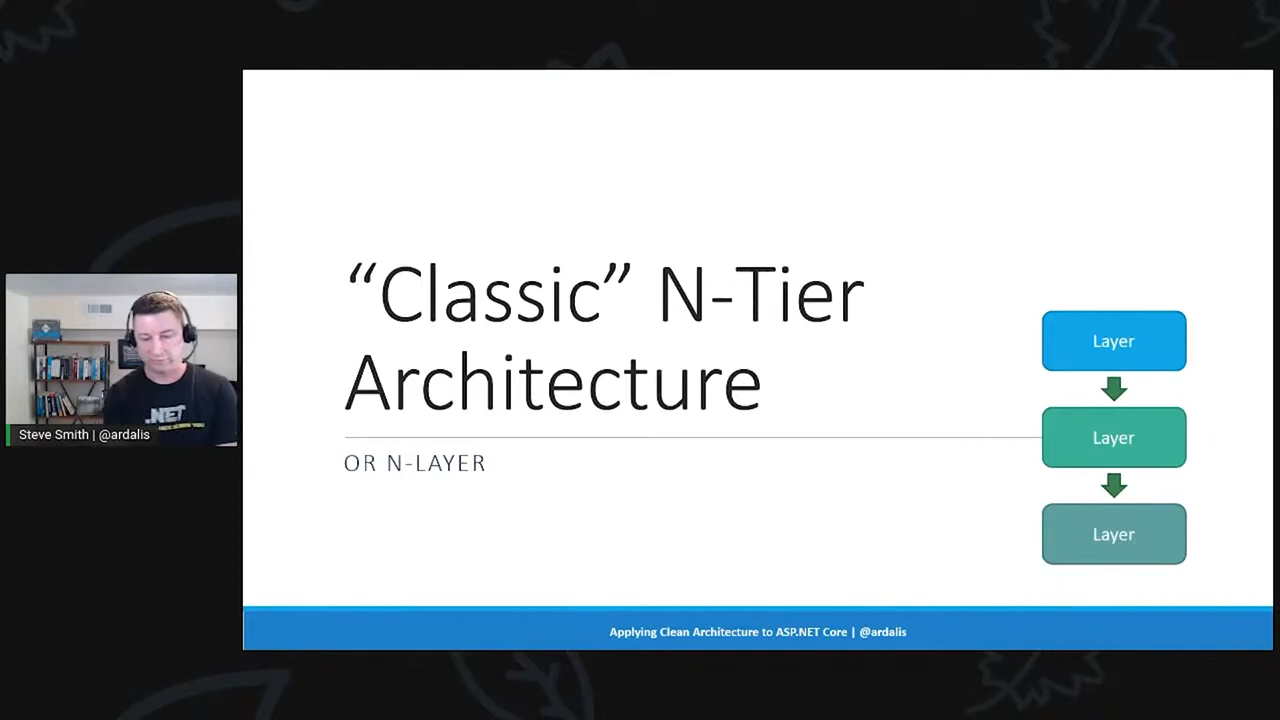 “Classic” N-Tier
Architecture
OR N-LAYER
Layer
Layer
Layer
.NET
Steve Smith | @ardalis
Applying Clean Architecture to ASP.NET Core | @ardalis